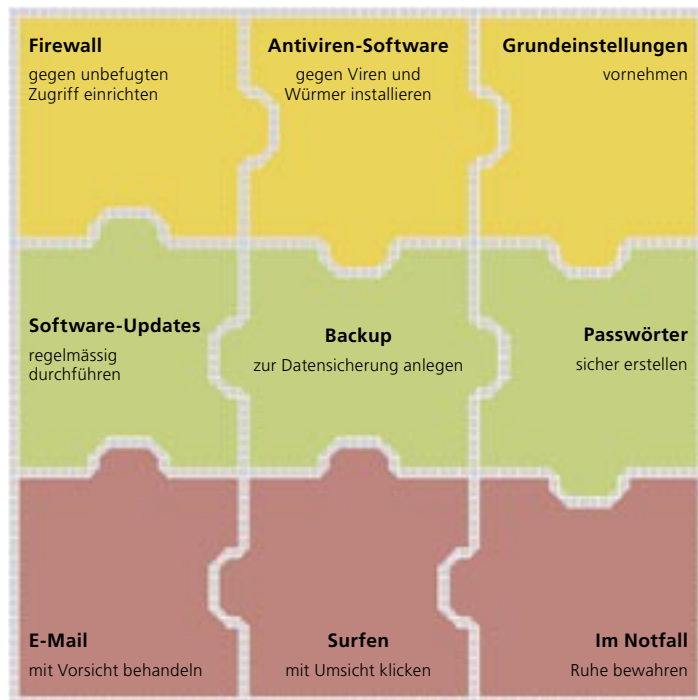 Firewall
gegen unbefugten
Zugriff einrichten
Antiviren-Software
gegen Viren und
Würmer installieren
Grundeinstellungen
vornehmen
Software-Updates
regelmässig
durchführen
Backup
zur Datensicherung anlegen
Passwörter
sicher erstellen
E-Mail
mit Vorsicht behandeln
Surfen
mit Umsicht klicken
Im Notfall
Ruhe bewahren